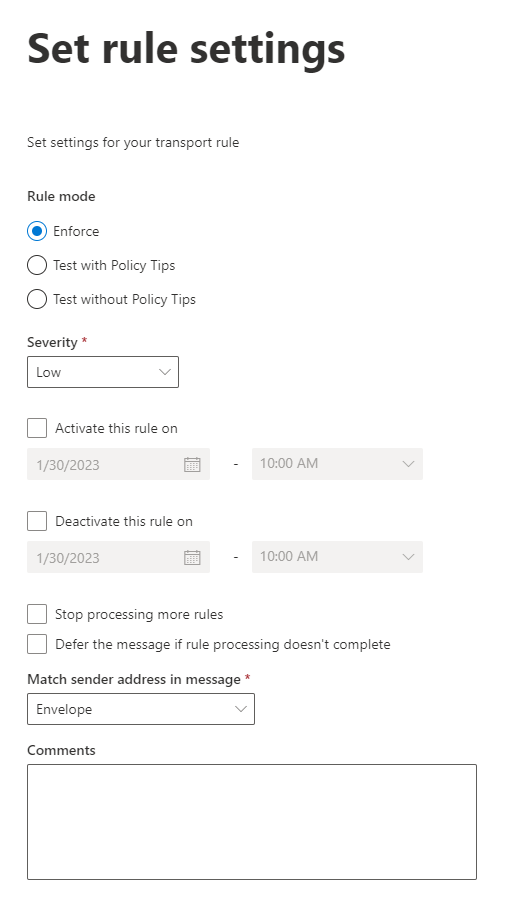 Set rule settings
Set settings for your transport rule
Rule mode
Enforce
Test with Policy Tips
Test without Policy Tips
Severity *
Low
Activate this rule on
1/30/2023 - 10:00 AM
Deactivate this rule on
1/30/2023 - 10:00 AM
Stop processing more rules
Defer the message if rule processing doesn't complete
Match sender address in message *
Envelope
Comments